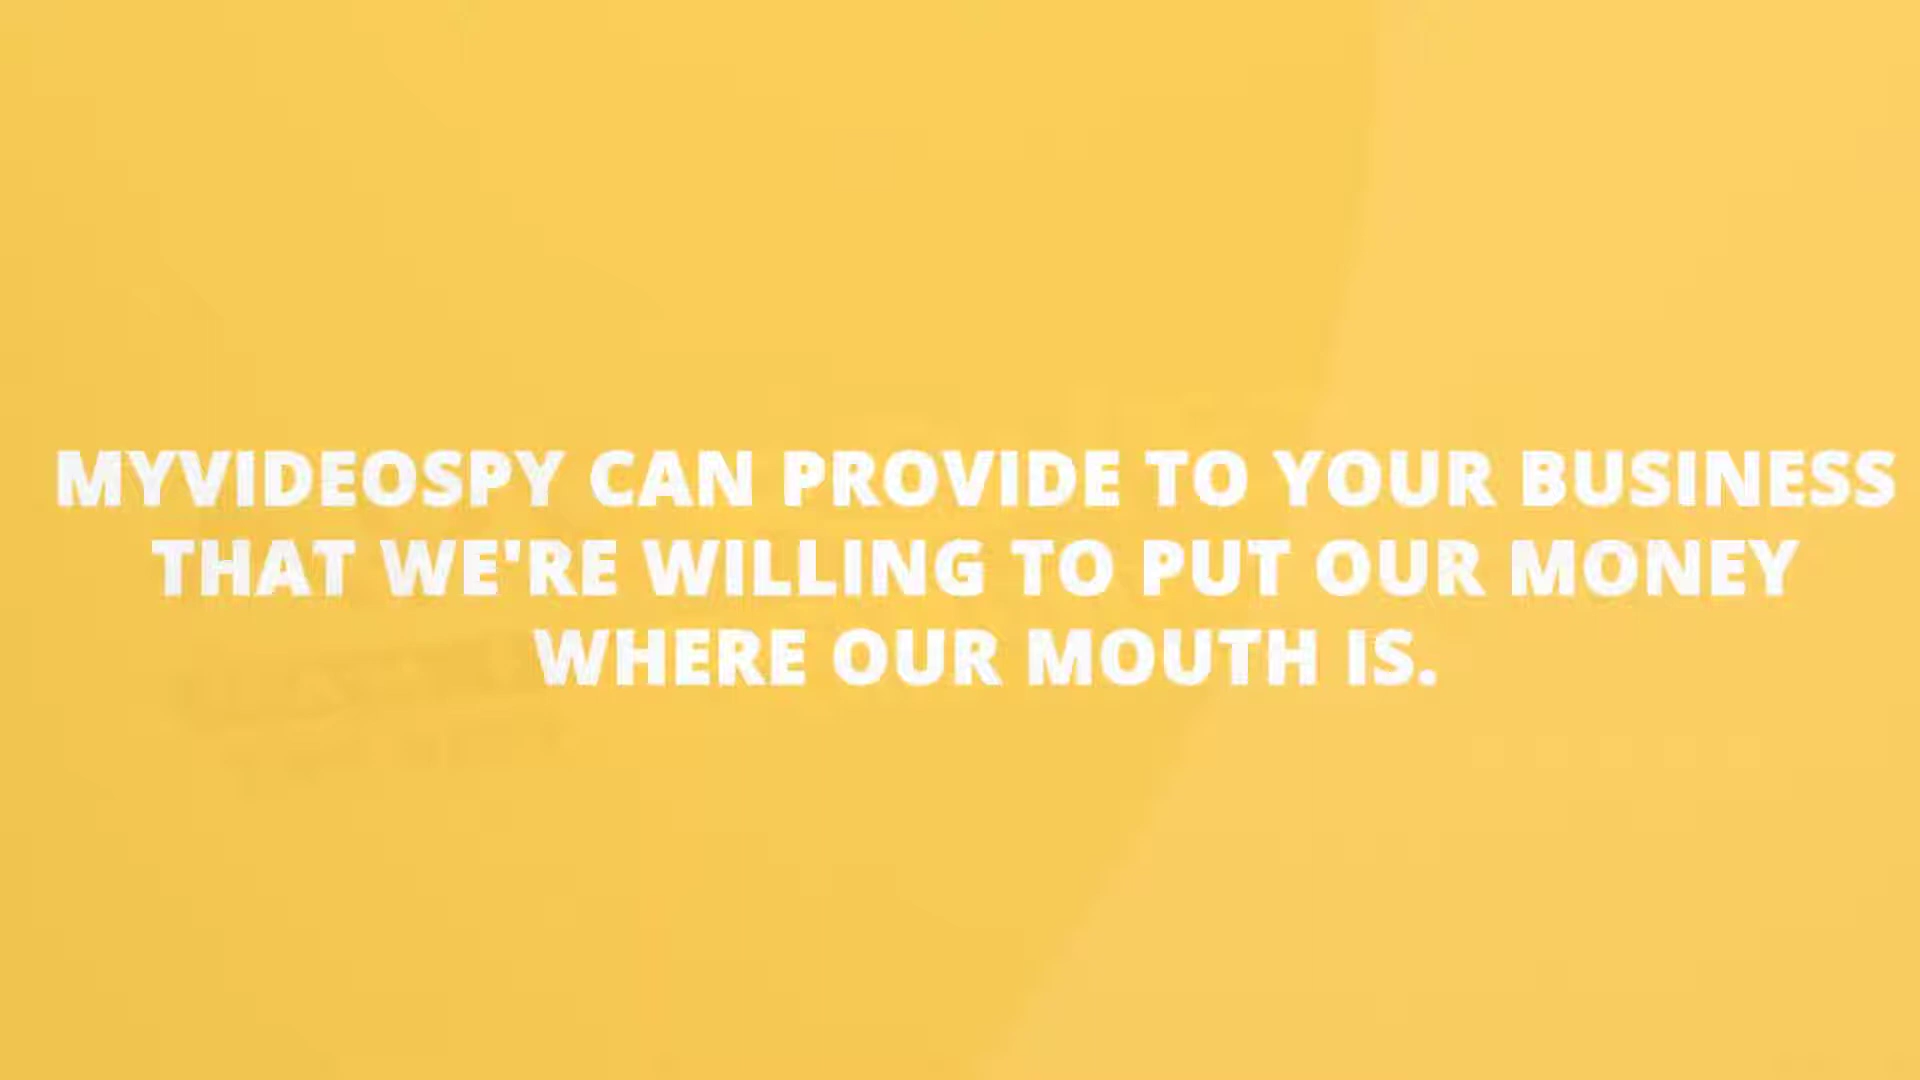 MYVIDEOSPY CAN PROVIDE TO YOUR BUSINESS
THAT WE'RE WILLING TO PUT OUR MONEY
WHERE OUR MOUTH IS.